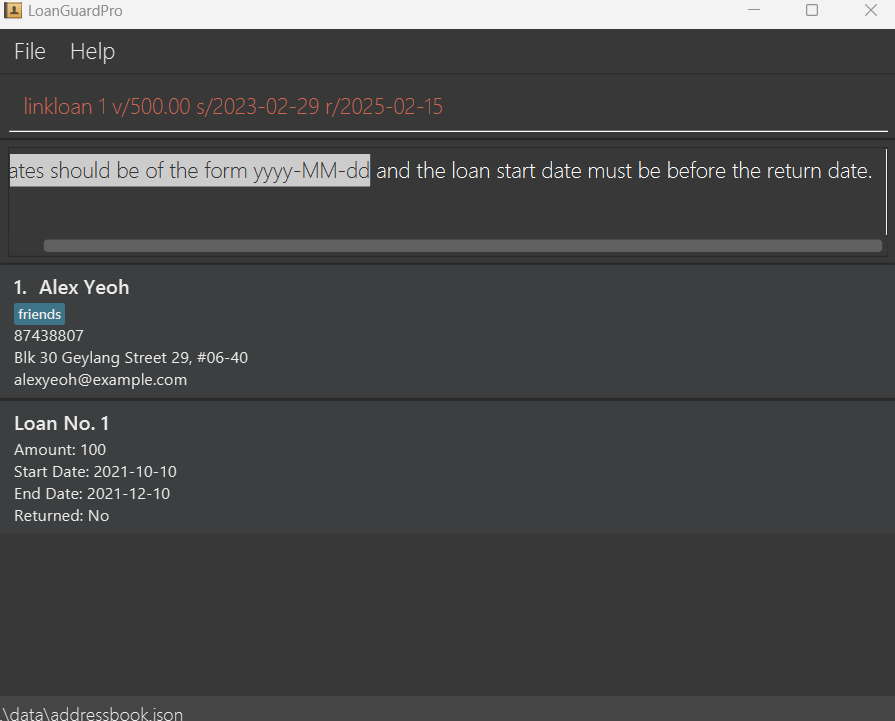 LoanGuardPro
File Help
linkloan 1 v/500.00 s/2023-02-29 r/2025-02-15
ates should be of the form yyyy-MM-dd and the loan start date must be before the return date.
1. Alex Yeoh
friends
87438807
Blk 30 Geylang Street 29, #06-40
alexyeoh@example.com
Loan No. 1
Amount: 100
Start Date: 2021-10-10
End Date: 2021-12-10
Returned: No
.\data\addressbook.json